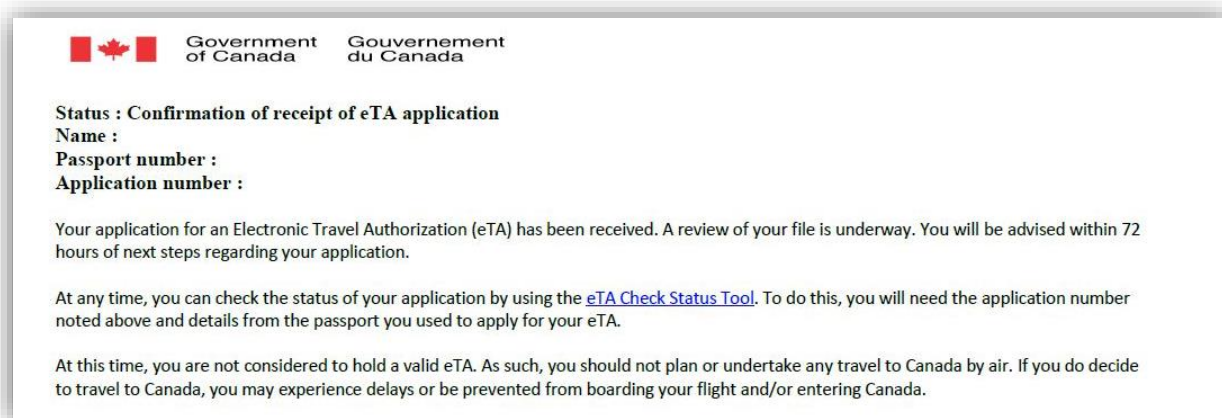 Government Gouvernement
of Canada du Canada
Status : Confirmation of receipt of eTA application
Name :
Passport number :
Application number :
Your application for an Electronic Travel Authorization (eTA) has been received. A review of your file is underway. You will be advised within 72
hours of next steps regarding your application.
At any time, you can check the status of your application by using the eTA Check Status Tool. To do this, you will need the application number
noted above and details from the passport you used to apply for your eTA.
At this time, you are not considered to hold a valid eTA. As such, you should not plan or undertake any travel to Canada by air. If you do decide
to travel to Canada, you may experience delays or be prevented from boarding your flight and/or entering Canada.